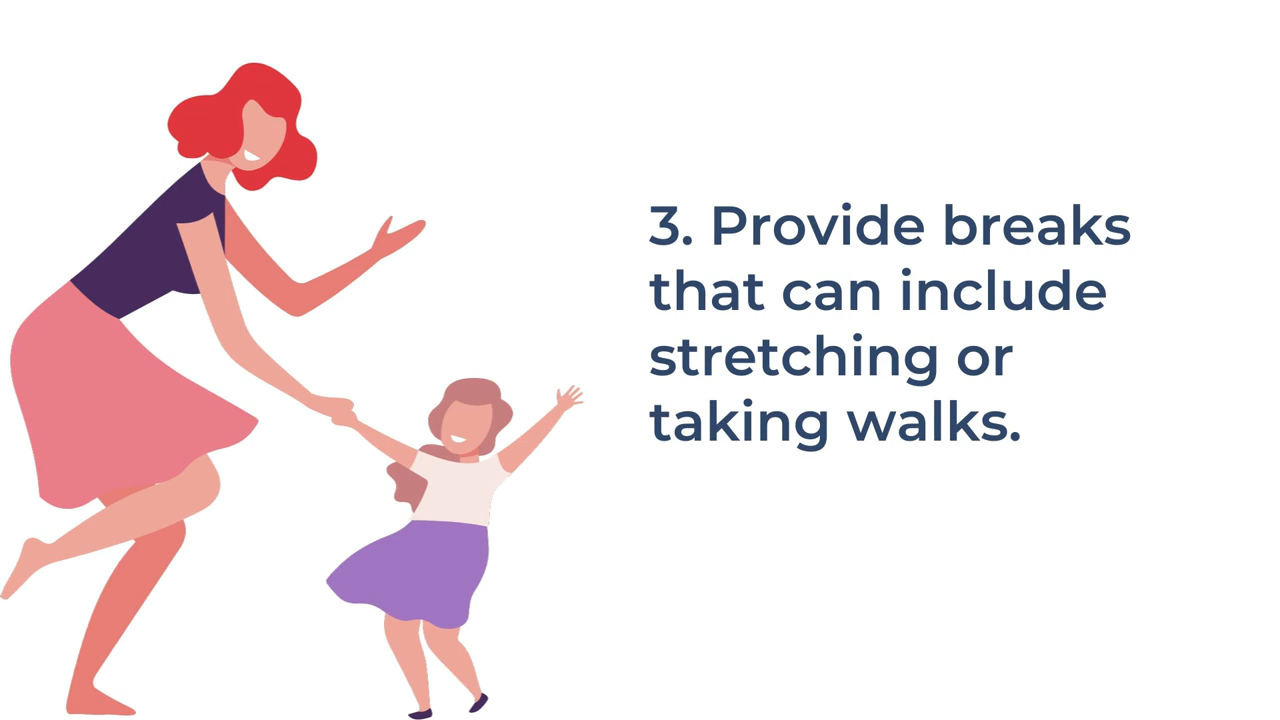 3. Provide breaks
that can include
stretching or
taking walks.